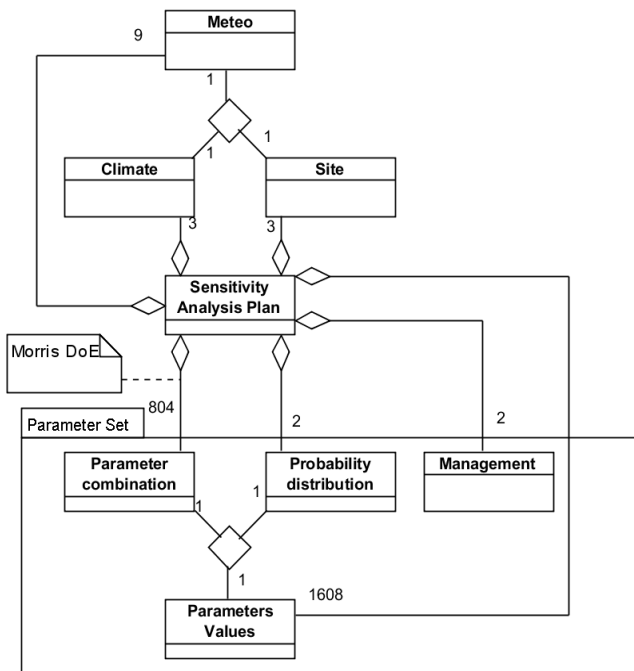 Meteo
9
1
1
1
Climate
Site
3
3
Sensitivity
Analysis Plan
Morris DoE
804
2
2
Parameter Set
Parameter
combination
Probability
distribution
Management
1
1
1
1608
Parameters
Values